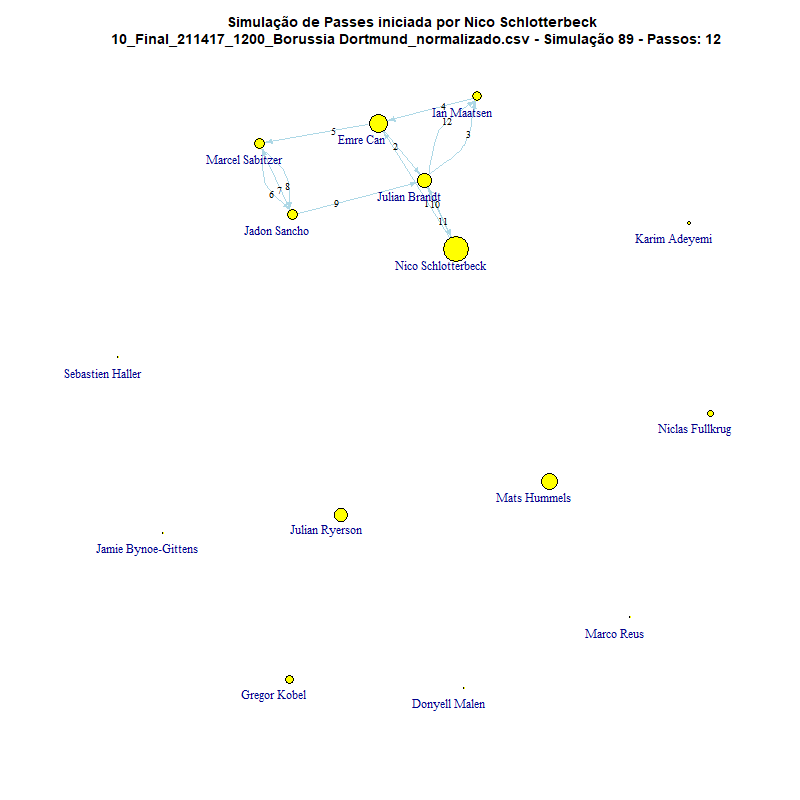 Simulação de Passes iniciada por Nico Schlotterbeck
10_Final_211417_1200_Borussia Dortmund_normalizado.csv - Simulação 89 - Passos: 12
4
Ian Maatsen
12
5
3
Emre Can
2
Marcel Sabitzer
8
7
6
Julian Brandt
9
1
10
11
Jadon Sancho
Karim Adeyemi
Nico Schlotterbeck
Sebastien Haller
Niclas Fullkrug
Mats Hummels
Julian Ryerson
Jamie Bynoe-Gittens
Marco Reus
Gregor Kobel
Donyell Malen